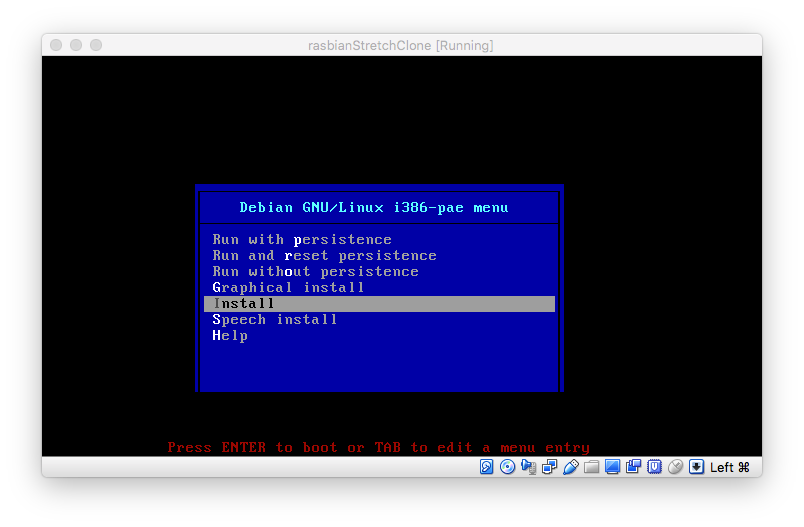 rasbianStretchClone [Running]
Debian GNU/Linux i386-pae menu
Run with persistence
Run and reset persistence
Run without persistence
Graphical install
Install
Speech install
Help
Press ENTER to boot or TAB to edit a menu entry
Left ⌘